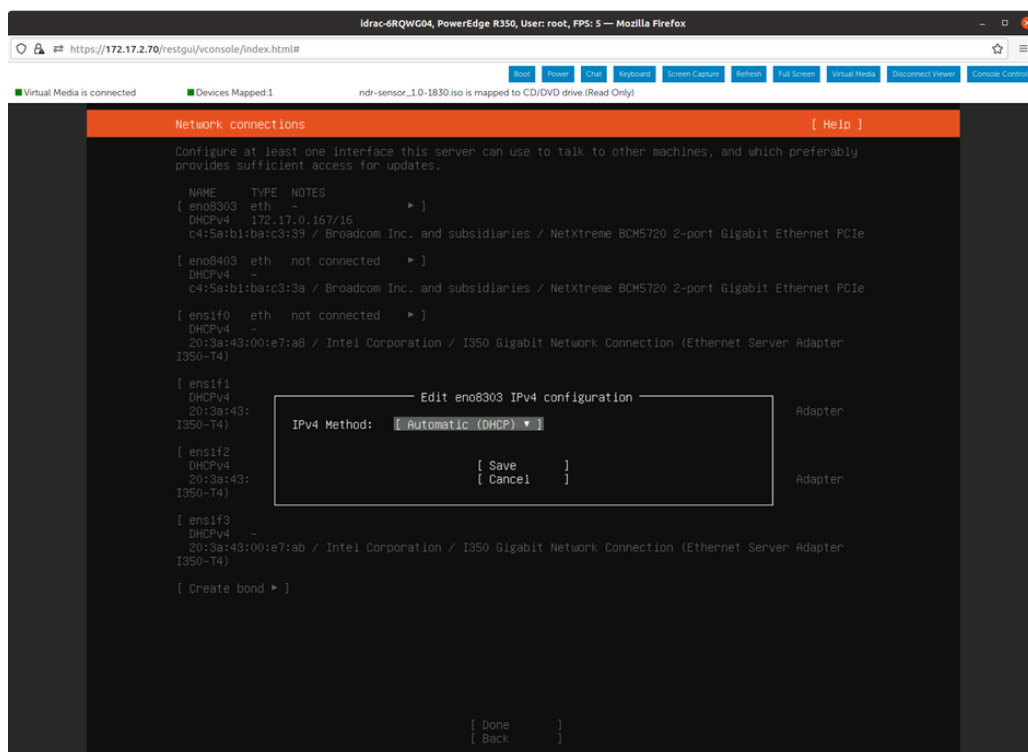 idrac-6RQWG04, PowerEdge R350, User: root, FPS: 5 — Mozilla Firefox
https://172.17.2.70/restgui/vconsole/index.html#
Boot Power Chat Keyboard Screen Capture Refresh Full Screen Virtual Media Disconnect Viewer Console Control
Virtual Media is connected Devices Mapped:1 ndr-sensor_1.0-1830.iso is mapped to CD/DVD drive.(Read Only)
Network connections [ Help ]
Configure at least one interface this server can use to talk to other machines, and which preferably
provides sufficient access for updates.
NAME TYPE NOTES
[ eno8303 eth - ▸ ]
DHCPv4 172.17.0.167/16
c4:5a:b1:ba:c3:39 / Broadcom Inc. and subsidiaries / NetXtreme BCM5720 2-port Gigabit Ethernet PCIe
[ eno8403 eth not connected ▸ ]
DHCPv4 -
c4:5a:b1:ba:c3:3a / Broadcom Inc. and subsidiaries / NetXtreme BCM5720 2-port Gigabit Ethernet PCIe
[ ens1f0 eth not connected ▸ ]
DHCPv4 -
20:3a:43:00:e7:a8 / Intel Corporation / I350 Gigabit Network Connection (Ethernet Server Adapter
I350-T4)
[ ens1f1
DHCPv4
20:3a:43: Adapter
I350-T4)
Edit eno8303 IPv4 configuration
IPv4 Method: [ Automatic (DHCP) ▾ ]
[ Save ]
[ Cancel ]
[ ens1f2
DHCPv4
20:3a:43: Adapter
I350-T4)
[ ens1f3
DHCPv4 -
20:3a:43:00:e7:ab / Intel Corporation / I350 Gigabit Network Connection (Ethernet Server Adapter
I350-T4)
[ Create bond ▸ ]
[ Done ]
[ Back ]